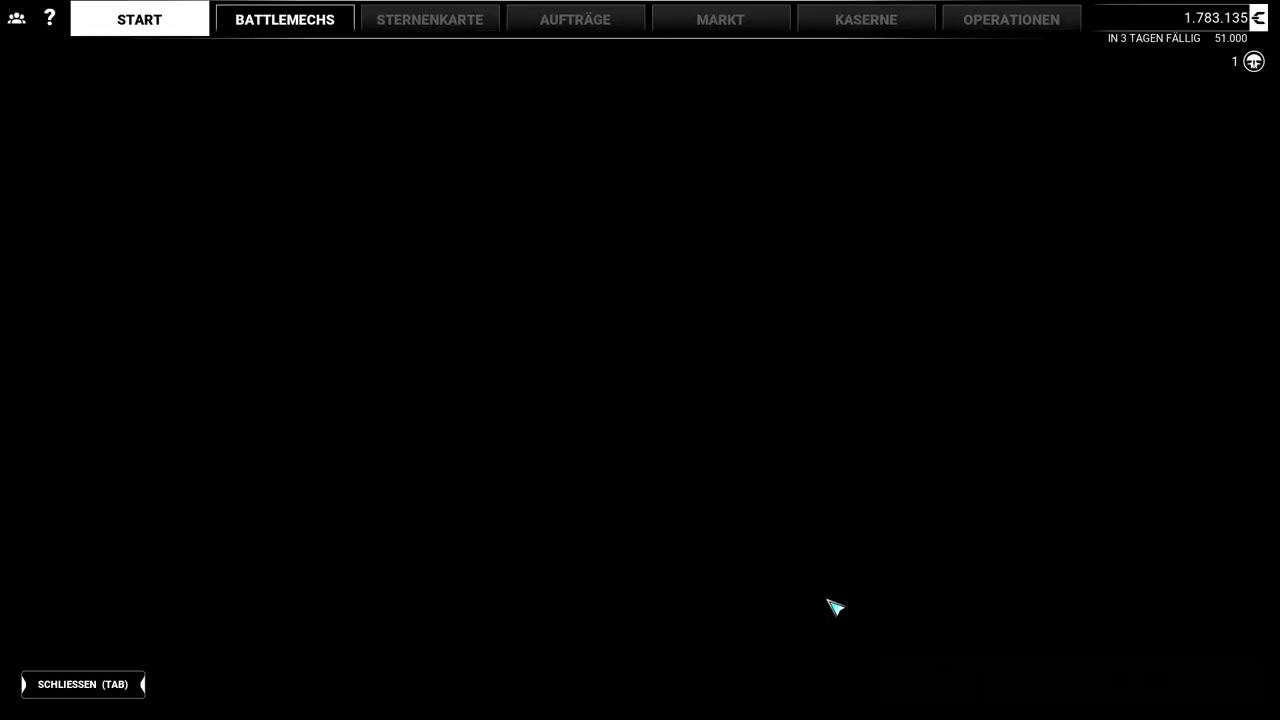 ? START BATTLEMECHS STERNENKARTE AUFTRÄGE MARKT KASERNE OPERATIONEN 1.783.135
IN 3 TAGEN FÄLLIG 51.000
1
SCHLIESSEN (TAB)